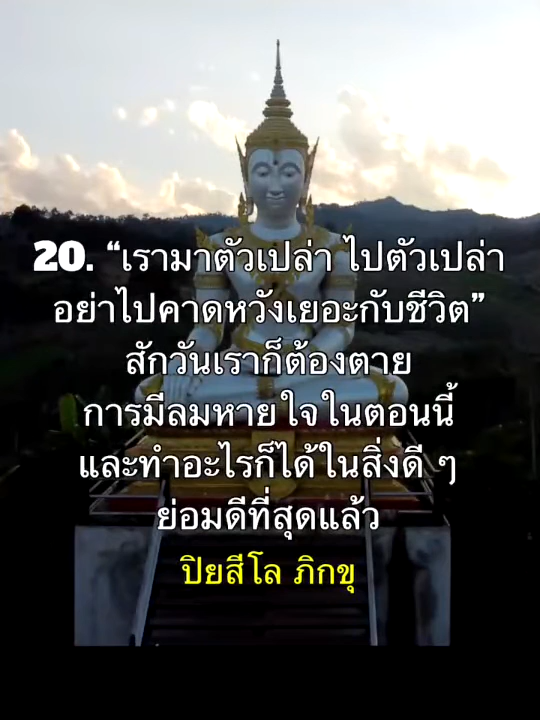 20. “เรามาตัวเปล่า ไปตัวเปล่า
อย่าไปคาดหวังเยอะกับชีวิต”
สักวันเราก็ต้องตาย
การมีลมหายใจในตอนนี้
และทำอะไรก็ได้ในสิ่งดี ๆ
ย่อมดีที่สุดแล้ว
ปิยสีโล ภิกขุ